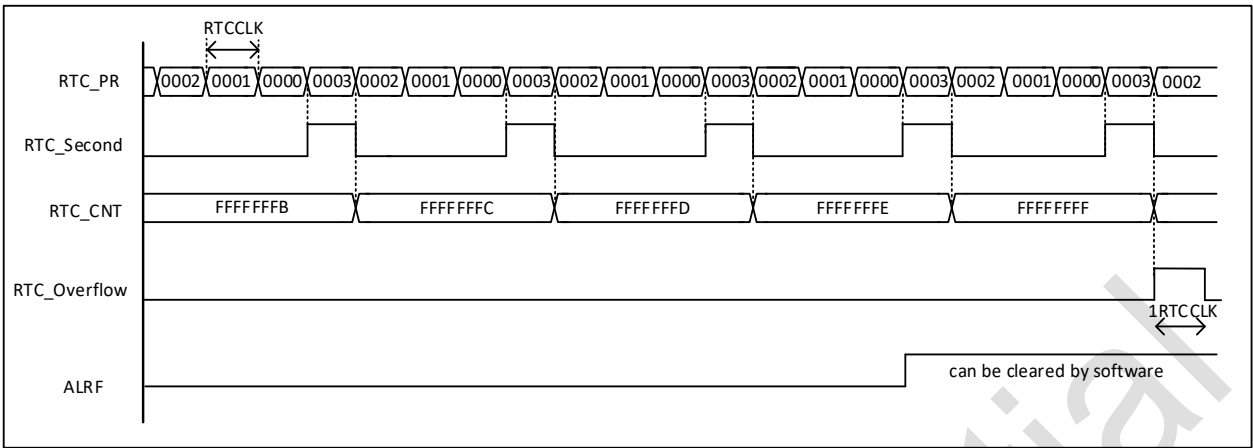 RTCCLK
RTC_PR 0002 0001 0000 0003 0002 0001 0000 0003 0002 0001 0000 0003 0002 0001 0000 0003 0002 0001 0000 0003 0002
RTC_Second
RTC_CNT FFFFFFFB FFFFFFFC FFFFFFFD FFFFFFFE FFFFFFFF
RTC_Overflow
1RTCCLK
ALRF can be cleared by software